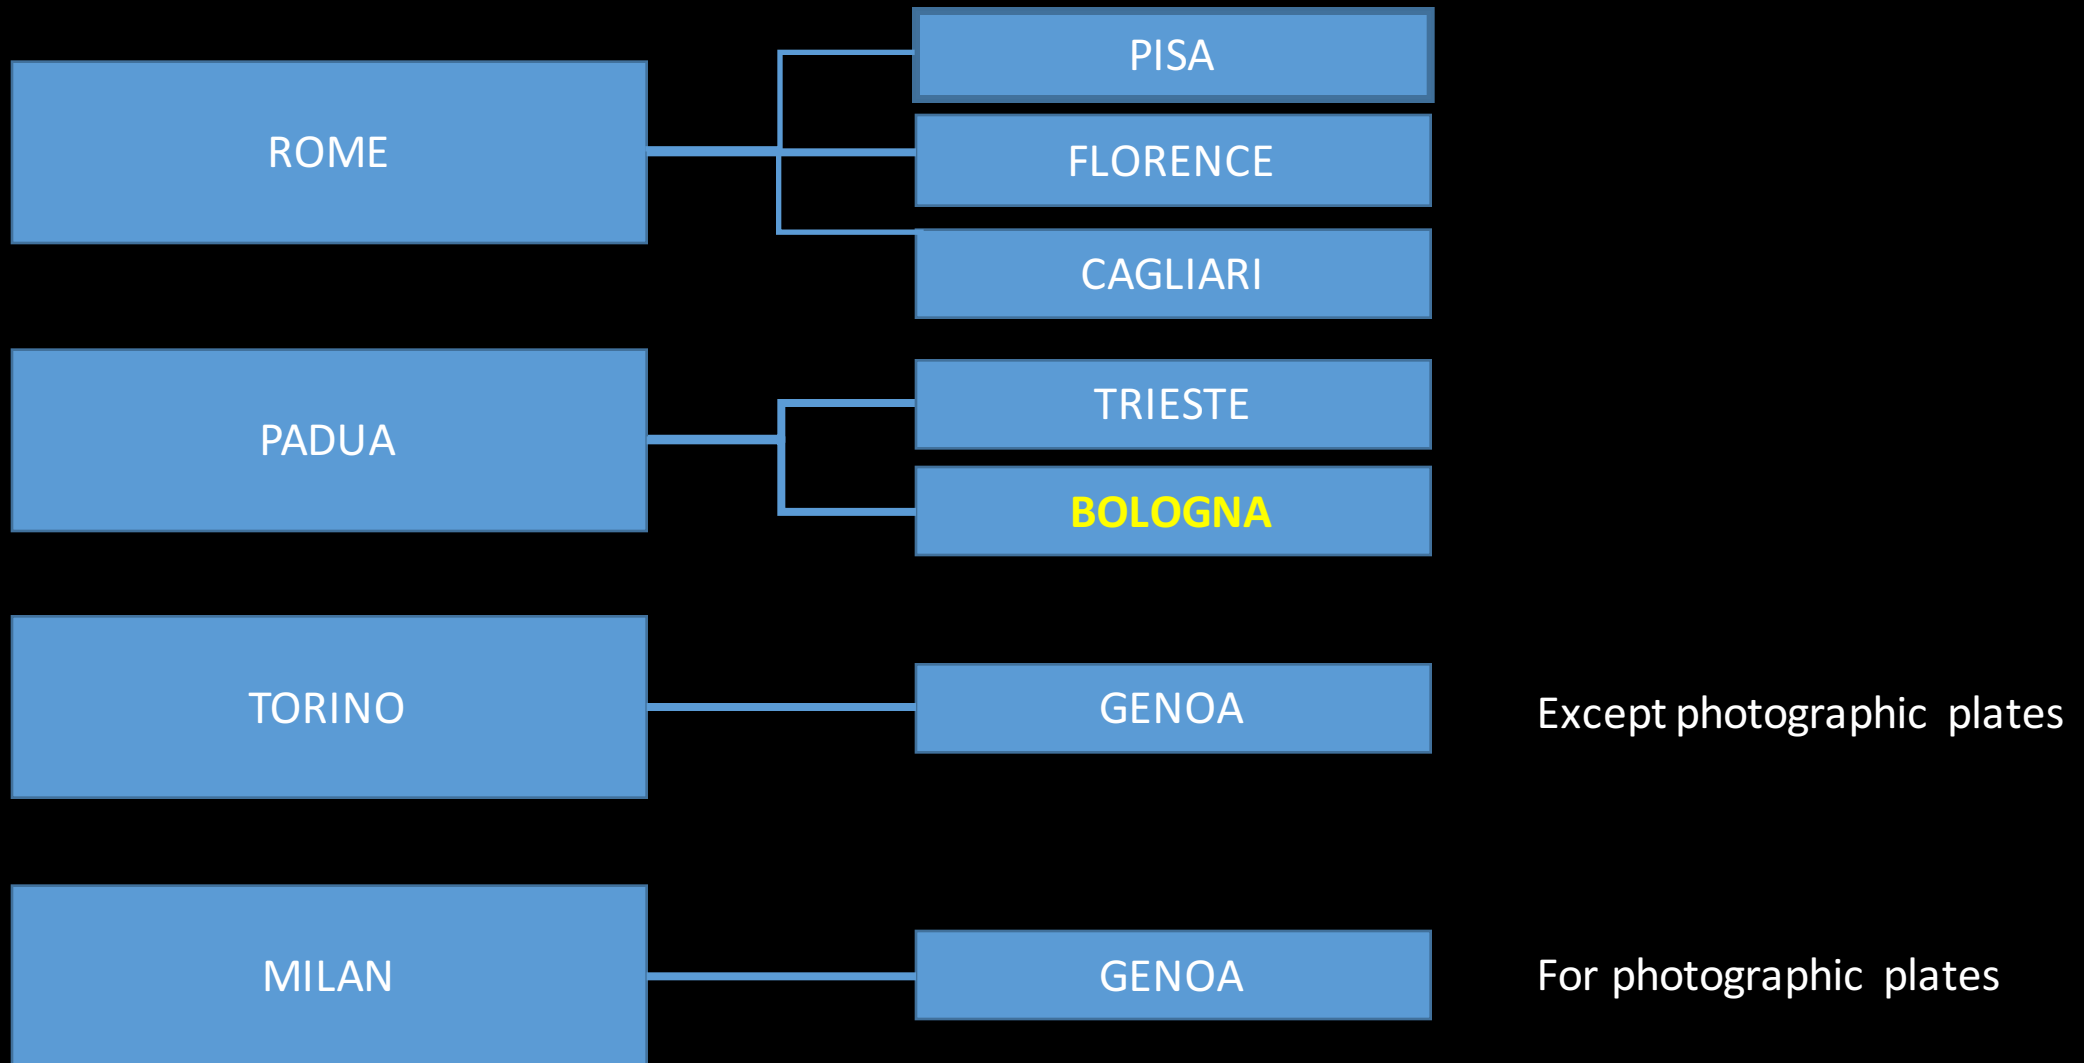 ROME
PISA
FLORENCE
CAGLIARI
PADUA
TRIESTE
BOLOGNA
TORINO
GENOA
Except photographic plates
MILAN
GENOA
For photographic plates